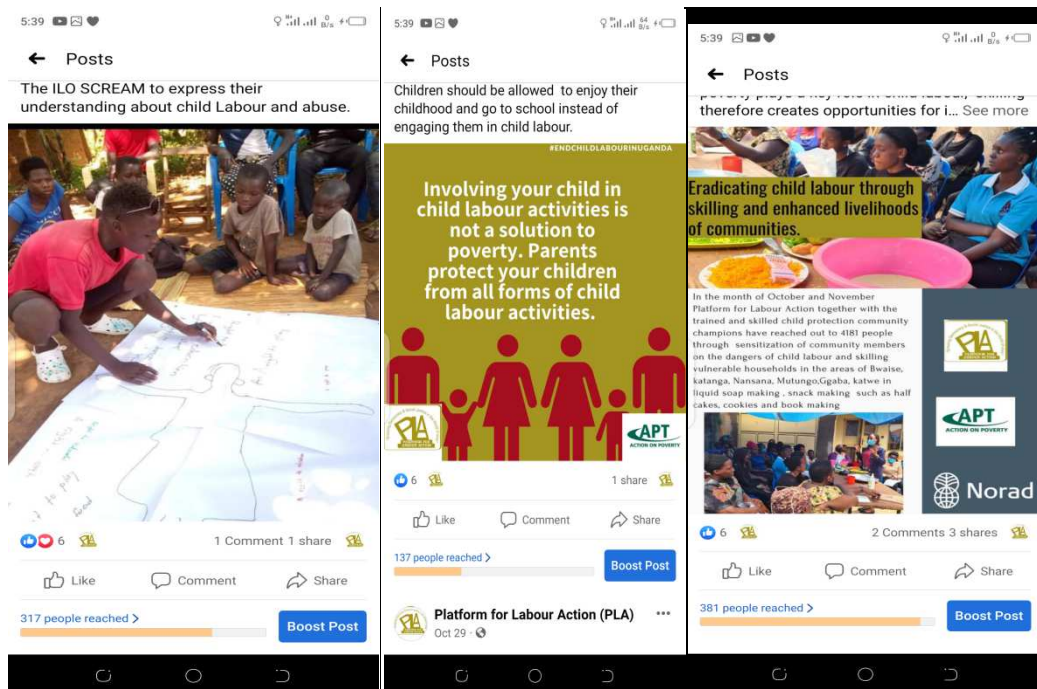 5:39
0
B/s
Posts
The ILO SCREAM to express their
understanding about child Labour and abuse.
6
1 Comment 1 share
Like
Comment
Share
317 people reached >
Boost Post
5:39
64
B/s
Posts
Children should be allowed to enjoy their
childhood and go to school instead of
engaging them in child labour.
#ENDCHILDLABOURINUGANDA
Involving your child in
child labour activities is
not a solution to
poverty. Parents
protect your children
from all forms of child
labour activities.
PLA
APT
ACTION ON POVERTY
6
1 share
Like
Comment
Share
137 people reached >
Boost Post
Platform for Labour Action (PLA)
Oct 29
5:39
0
B/s
Posts
therefore creates opportunities for i... See more
Eradicating child labour through
skilling and enhanced livelihoods
of communities.
In the month of October and November
Platform for Labour Action together with the
trained and skilled child protection community
champions have reached out to 4181 people
through sensitization of community members
on the dangers of child labour and skilling
vulnerable households in the areas of Bwaise,
katanga, Nansana, Mutungo,Ggaba, katwe in
liquid soap making , snack making such as half
cakes, cookies and book making
PLA
APT
ACTION ON POVERTY
Norad
6
2 Comments 3 shares
Like
Comment
Share
381 people reached >
Boost Post